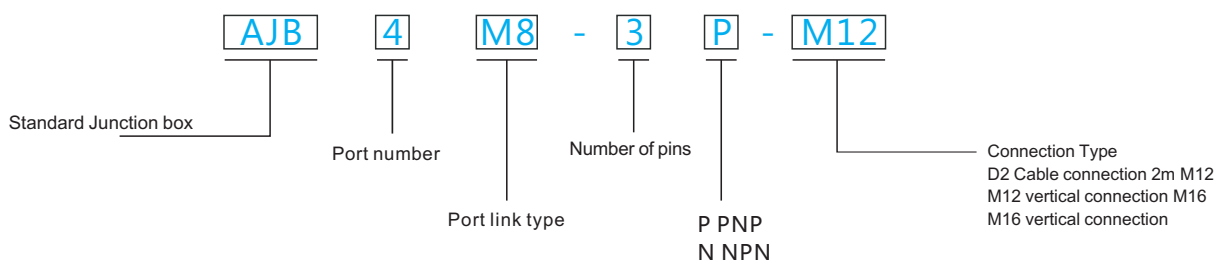 AJB 4 M8 - 3 P - M12
Standard Junction box
Port number
Number of pins
Port link type
P PNP
N NPN
Connection Type
D2 Cable connection 2m M12
M12 vertical connection M16
M16 vertical connection